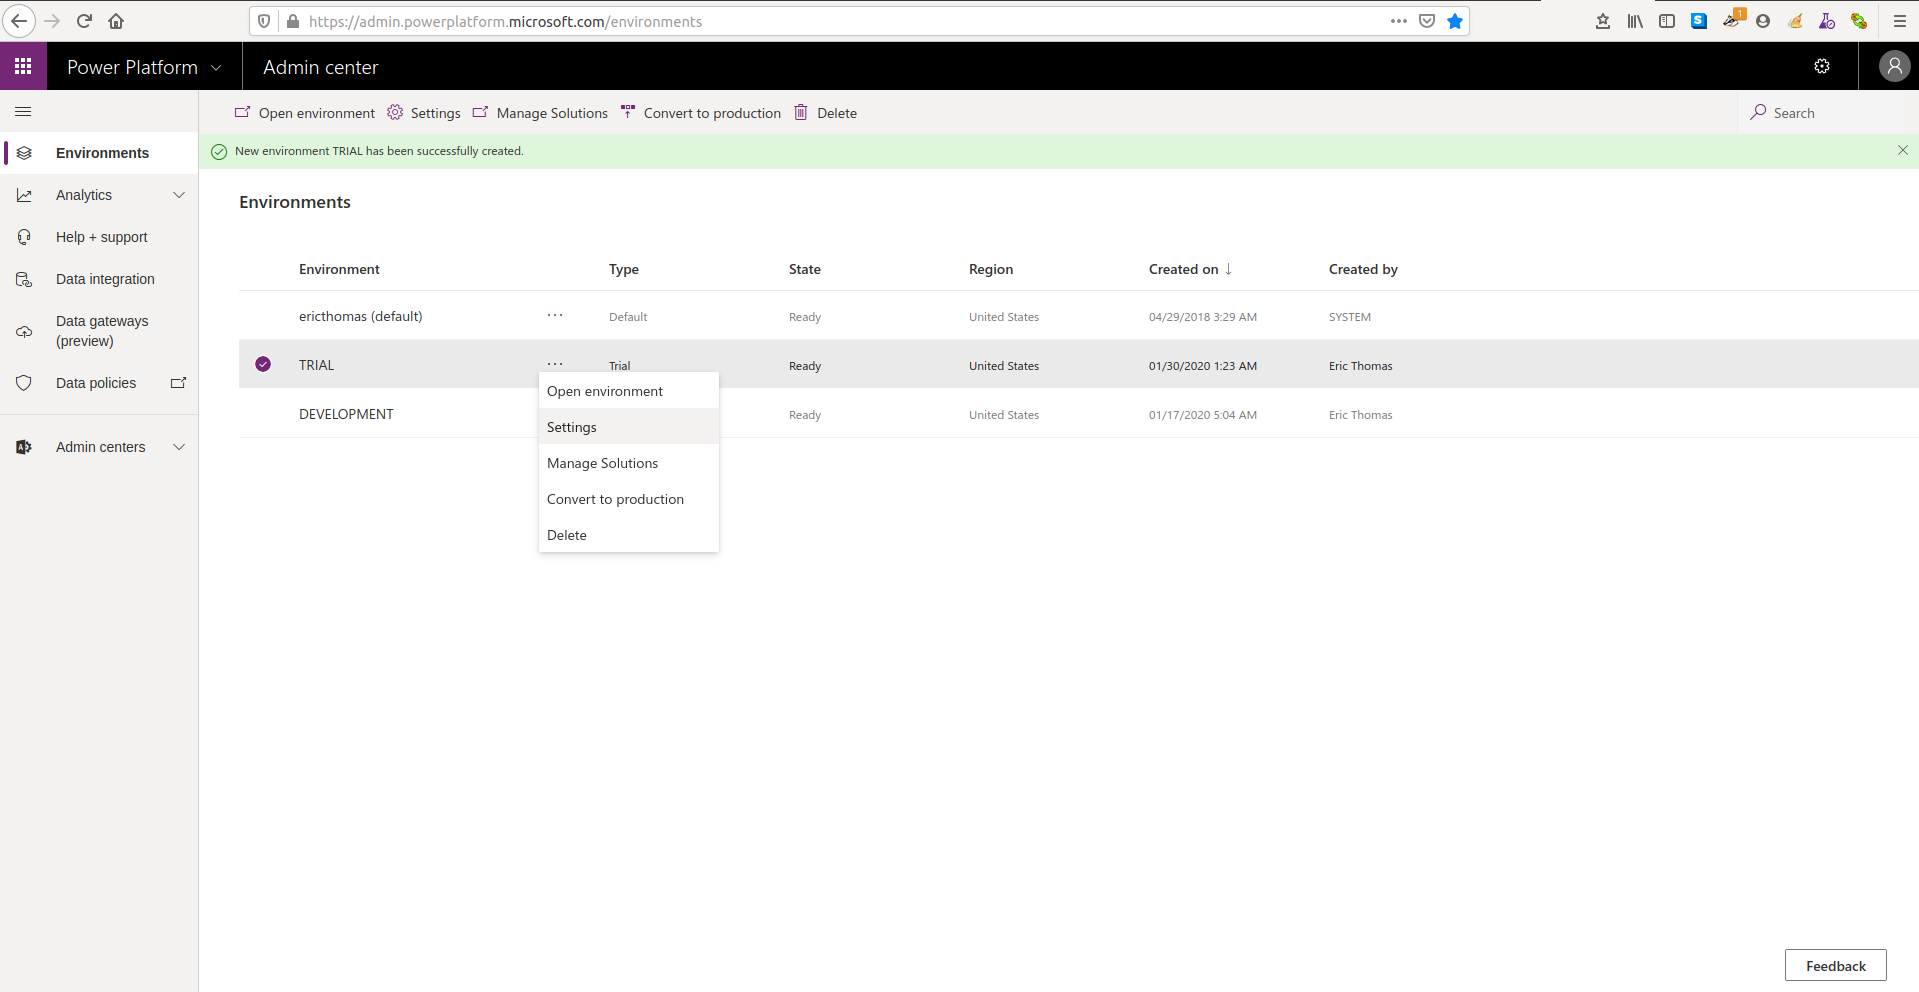 https://admin.powerplatform.microsoft.com/environments
1
Power Platform
Admin center
Open environment
Settings
Manage Solutions
Convert to production
Delete
Search
New environment TRIAL has been successfully created.
Environments
Analytics
Help + support
Data integration
Data gateways
(preview)
Data policies
Admin centers
Environments
Environment Type State Region Created on ↓ Created by
ericthomas (default) ... Default Ready United States 04/29/2018 3:29 AM SYSTEM
TRIAL ... Trial Ready United States 01/30/2020 1:23 AM Eric Thomas
DEVELOPMENT Ready United States 01/17/2020 5:04 AM Eric Thomas
Open environment
Settings
Manage Solutions
Convert to production
Delete
Feedback